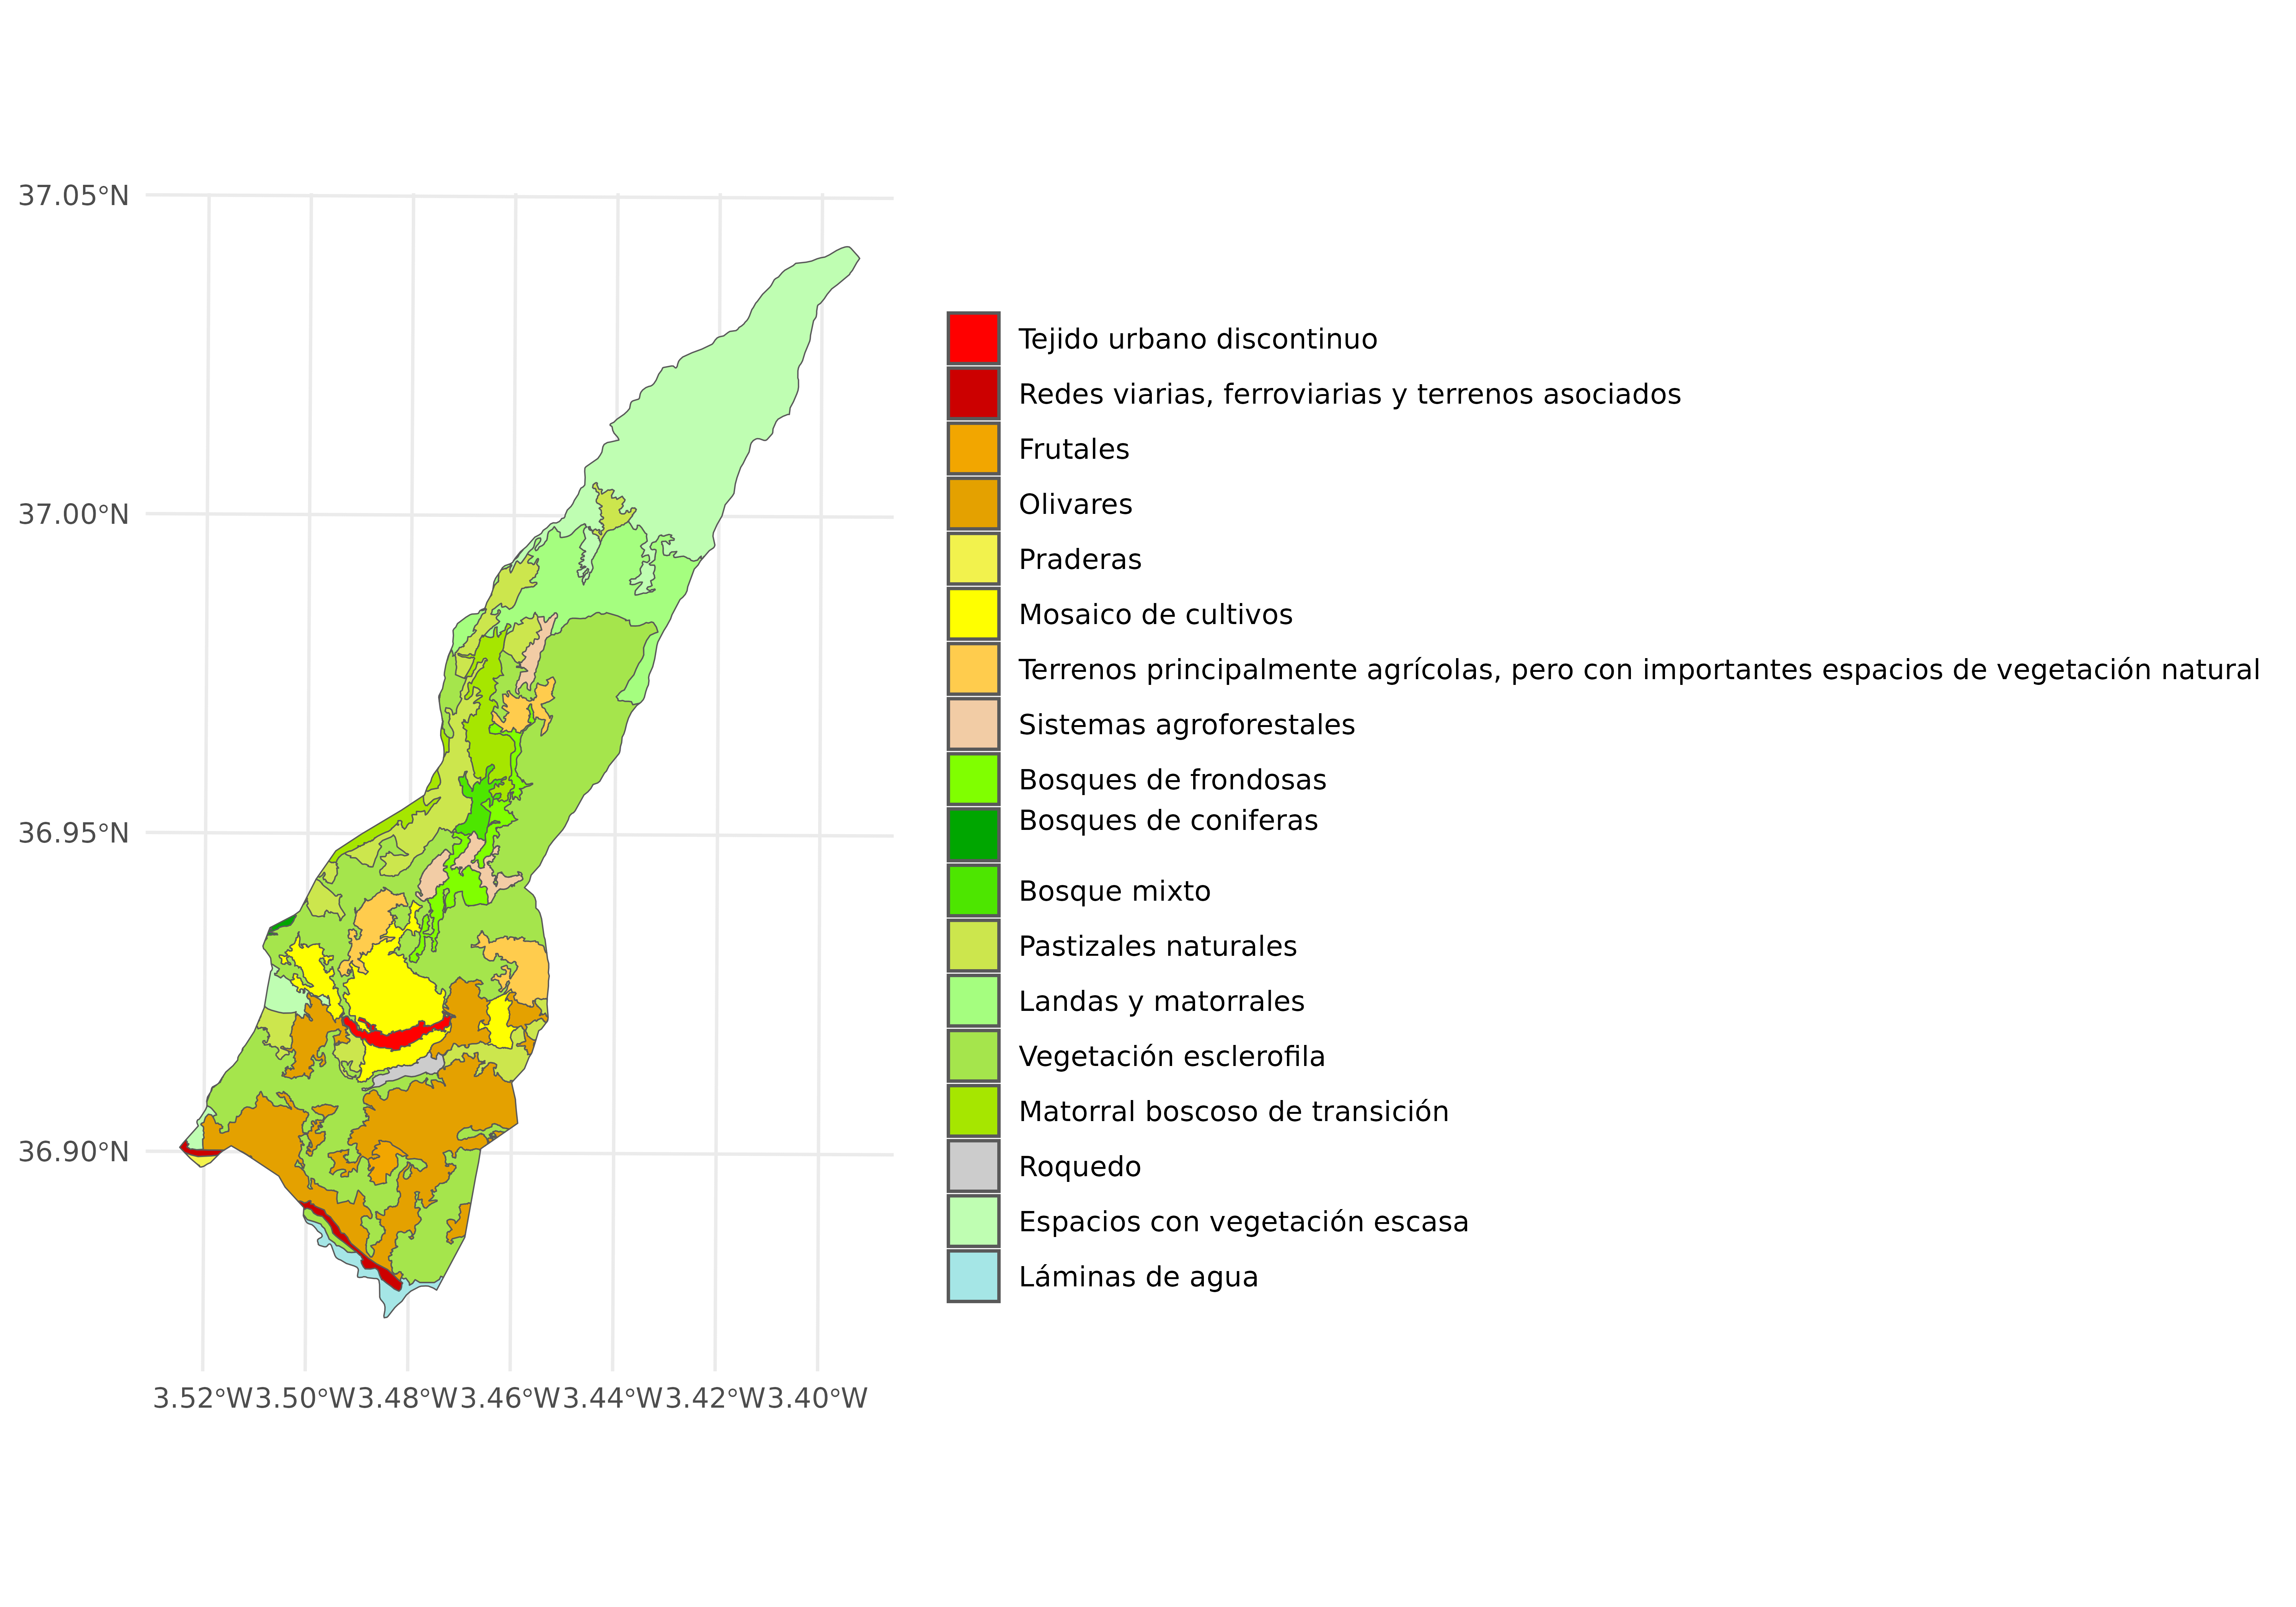 37.05°N
37.00°N
36.95°N
36.90°N
3.52°W 3.50°W 3.48°W 3.46°W 3.44°W 3.42°W 3.40°W
Tejido urbano discontinuo
Redes viarias, ferroviarias y terrenos asociados
Frutales
Olivares
Praderas
Mosaico de cultivos
Terrenos principalmente agrícolas, pero con importantes espacios de vegetación natural
Sistemas agroforestales
Bosques de frondosas
Bosques de coniferas
Bosque mixto
Pastizales naturales
Landas y matorrales
Vegetación esclerofila
Matorral boscoso de transición
Roquedo
Espacios con vegetación escasa
Láminas de agua